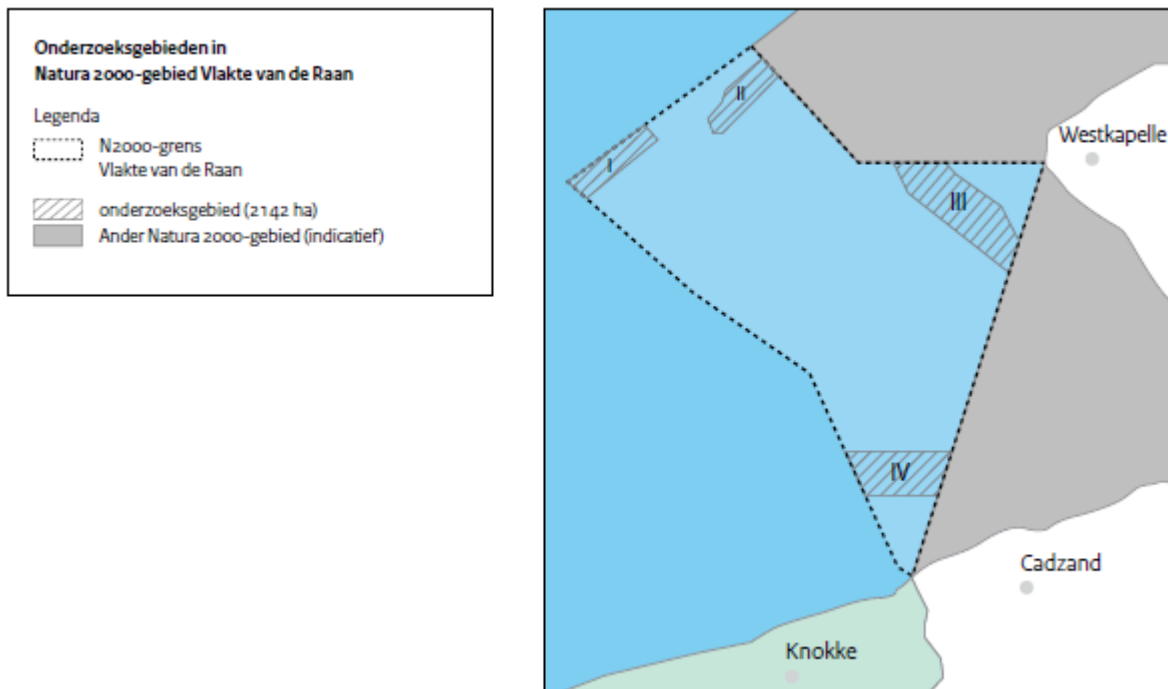 Onderzoeksgebieden in
Natura 2000-gebied Vlakte van de Raan
Legenda
N2000-grens
Vlakte van de Raan
onderzoeksgebied (2142 ha)
Ander Natura 2000-gebied (indicatief)
II
I
Westkapelle
III
IV
Cadzand
Knokke